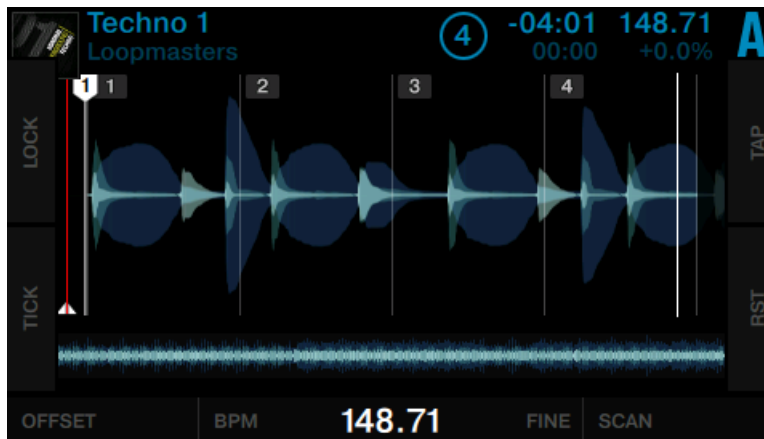 Techno 1
Loopmasters
4
-04:01
148.71
00:00
+0.0%
A
1
1
2
3
4
LOCK
TAP
TICK
RST
OFFSET
BPM
148.71
FINE
SCAN